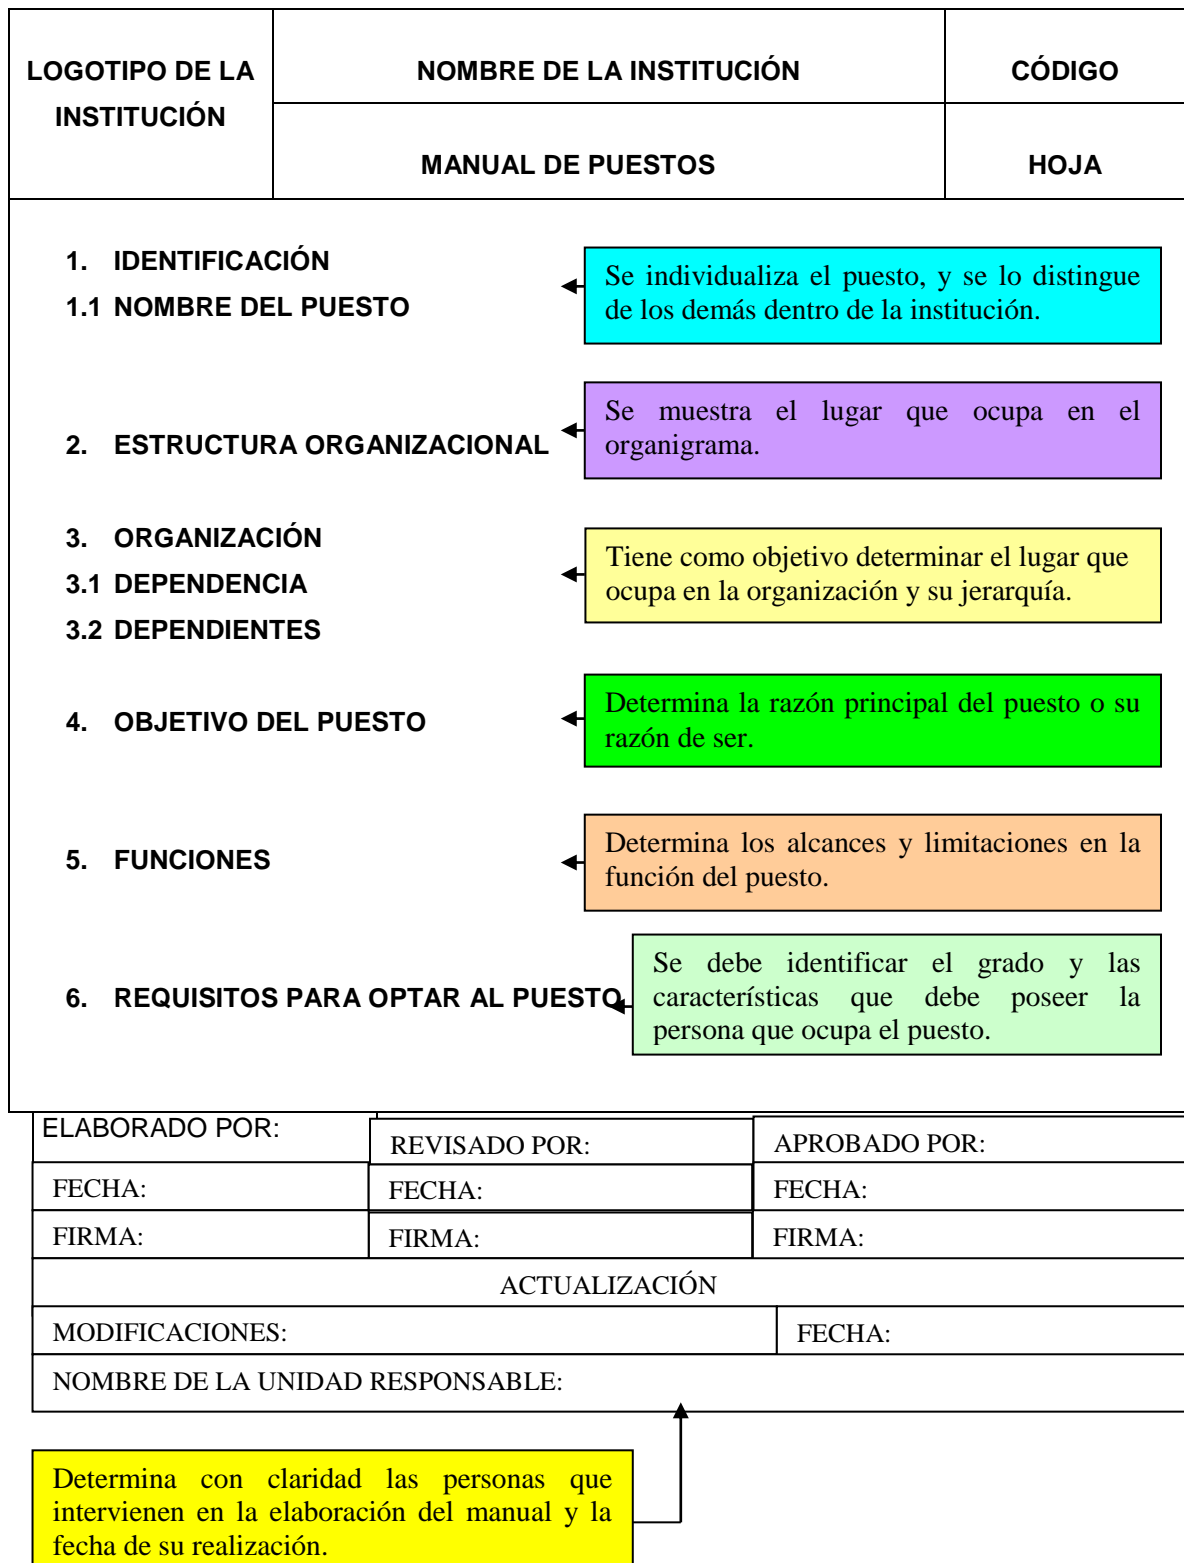 LOGOTIPO DE LA
INSTITUCIÓN
NOMBRE DE LA INSTITUCIÓN
CÓDIGO
MANUAL DE PUESTOS
HOJA
1. IDENTIFICACIÓN
1.1 NOMBRE DEL PUESTO
Se individualiza el puesto, y se lo distingue
de los demás dentro de la institución.
2. ESTRUCTURA ORGANIZACIONAL
Se muestra el lugar que ocupa en el
organigrama.
3. ORGANIZACIÓN
3.1 DEPENDENCIA
3.2 DEPENDIENTES
Tiene como objetivo determinar el lugar que
ocupa en la organización y su jerarquía.
4. OBJETIVO DEL PUESTO
Determina la razón principal del puesto o su
razón de ser.
5. FUNCIONES
Determina los alcances y limitaciones en la
función del puesto.
6. REQUISITOS PARA OPTAR AL PUESTO
Se debe identificar el grado y las
características que debe poseer la
persona que ocupa el puesto.
ELABORADO POR:
REVISADO POR:
APROBADO POR:
FECHA:
FECHA:
FECHA:
FIRMA:
FIRMA:
FIRMA:
ACTUALIZACIÓN
MODIFICACIONES:
FECHA:
NOMBRE DE LA UNIDAD RESPONSABLE:
Determina con claridad las personas que
intervienen en la elaboración del manual y la
fecha de su realización.